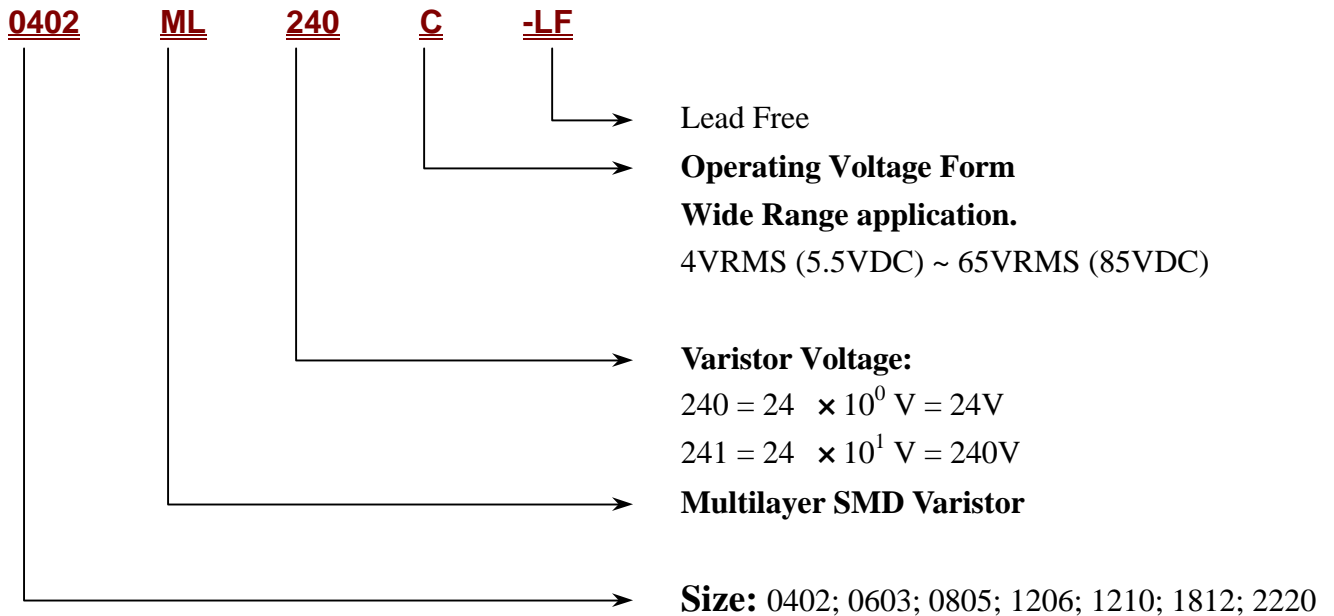 0402 ML 240 C -LF
Lead Free
Operating Voltage Form
Wide Range application.
4VRMS (5.5VDC) ~ 65VRMS (85VDC)
Varistor Voltage:
240 = 24 × 10⁰ V = 24V
241 = 24 × 10¹ V = 240V
Multilayer SMD Varistor
Size: 0402; 0603; 0805; 1206; 1210; 1812; 2220